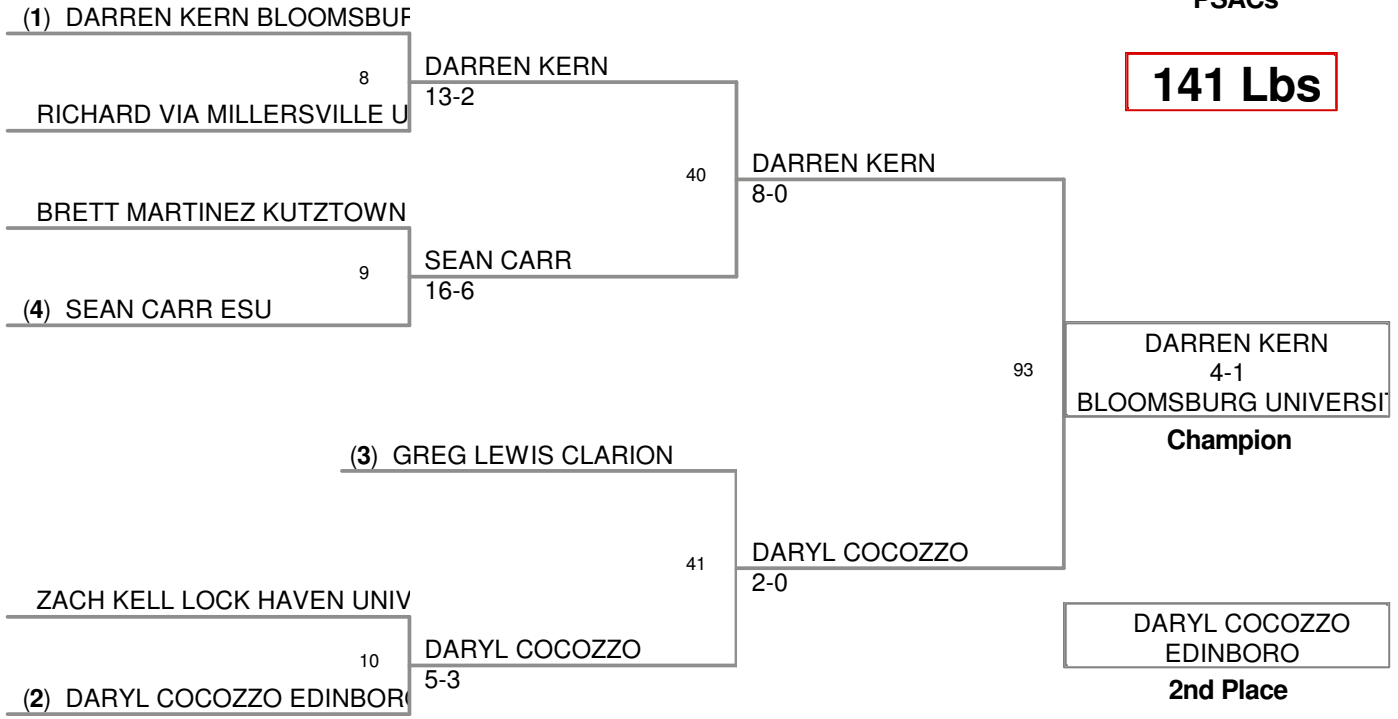 PSACs
141 Lbs
(1) DARREN KERN BLOOMSBUR
8
DARREN KERN
13-2
RICHARD VIA MILLERSVILLE U
40
DARREN KERN
8-0
BRETT MARTINEZ KUTZTOWN
9
SEAN CARR
16-6
(4) SEAN CARR ESU
93
DARREN KERN
4-1
BLOOMSBURG UNIVERSI
Champion
(3) GREG LEWIS CLARION
41
DARYL COCOZZO
2-0
ZACH KELL LOCK HAVEN UNIV
10
DARYL COCOZZO
5-3
(2) DARYL COCOZZO EDINBORO
DARYL COCOZZO
EDINBORO
2nd Place